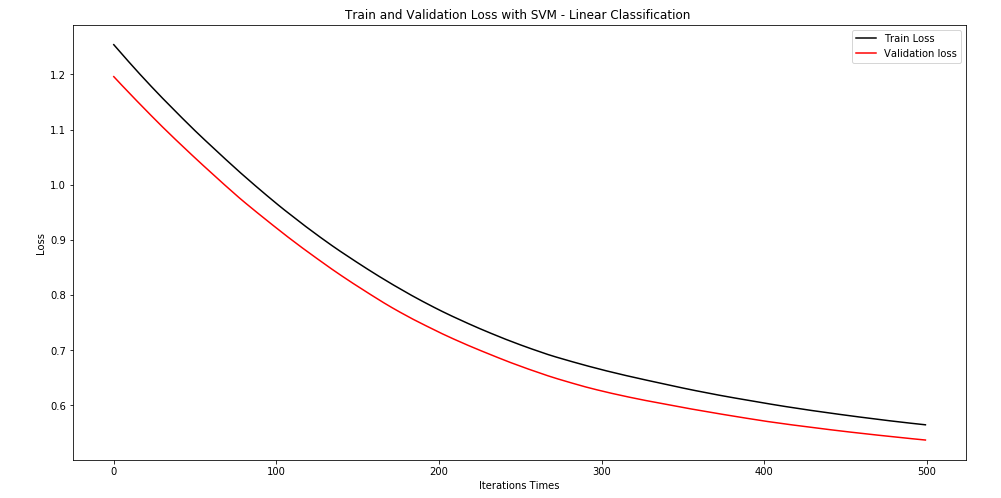 Train and Validation Loss with SVM - Linear Classification
Train Loss
Validation loss
Loss
1.2
1.1
1.0
0.9
0.8
0.7
0.6
0 100 200 300 400 500
Iterations Times